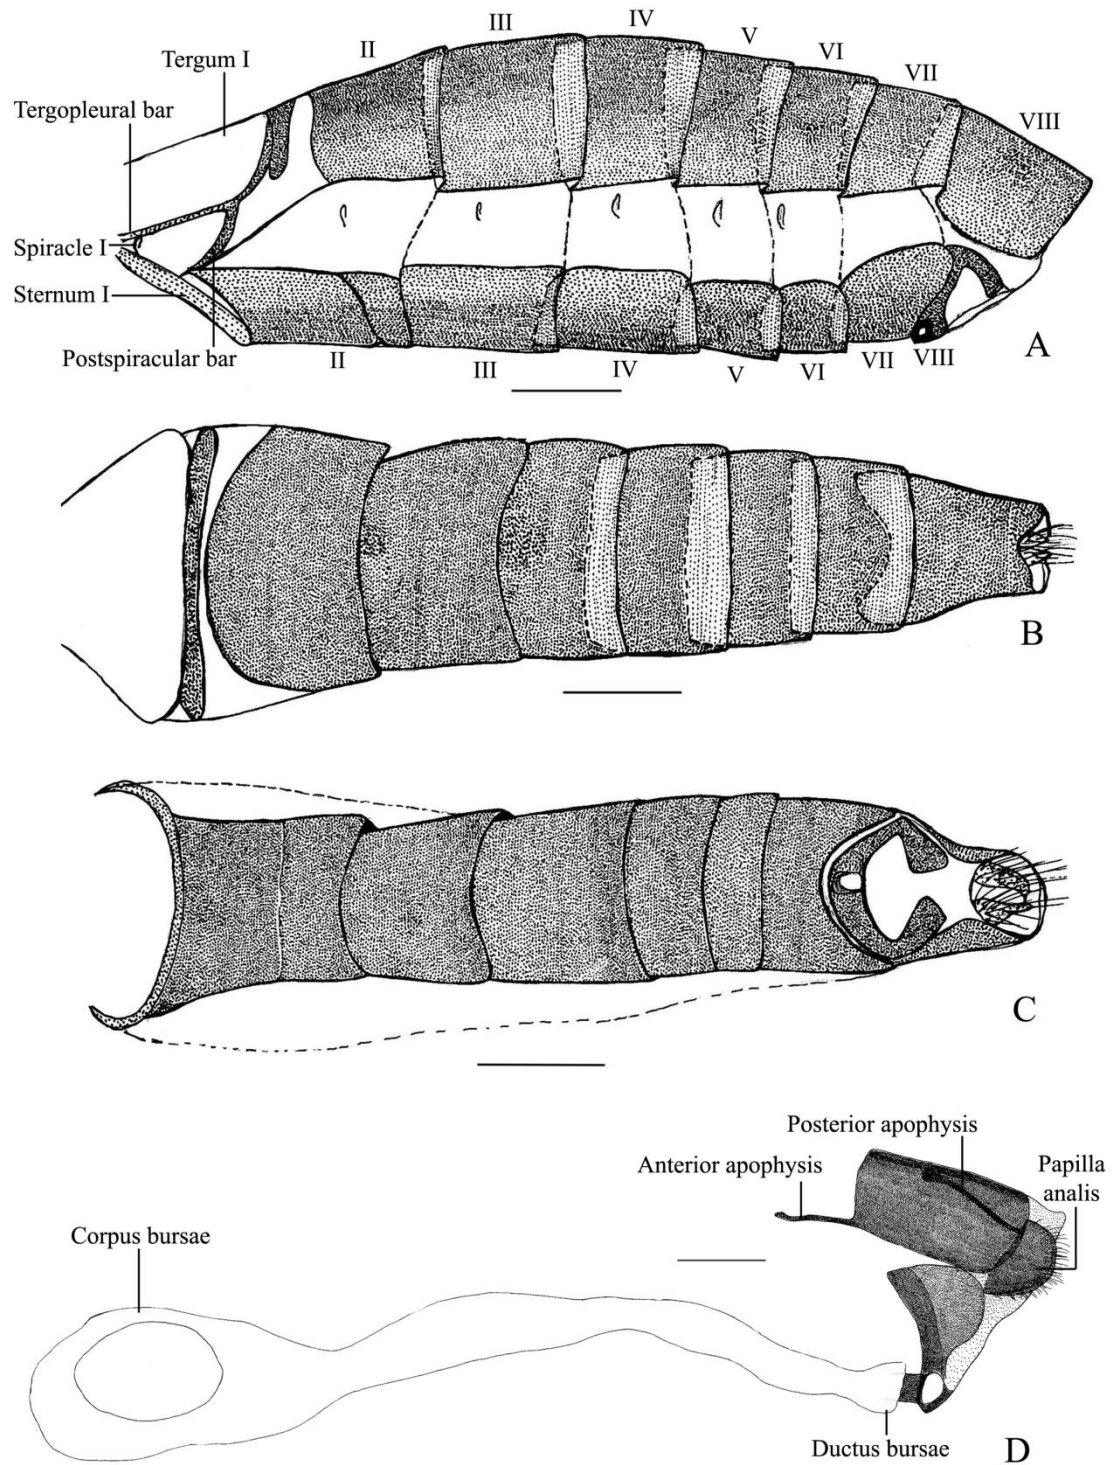 II
III
IV
V
VI
VII
VIII
Tergum I
Tergopleural bar
Spiracle I
Sternum I
Postspiracular bar
II
III
IV
V
VI
VII
VIII
A
B
C
Posterior apophysis
Anterior apophysis
Papilla
analis
Corpus bursae
Ductus bursae
D